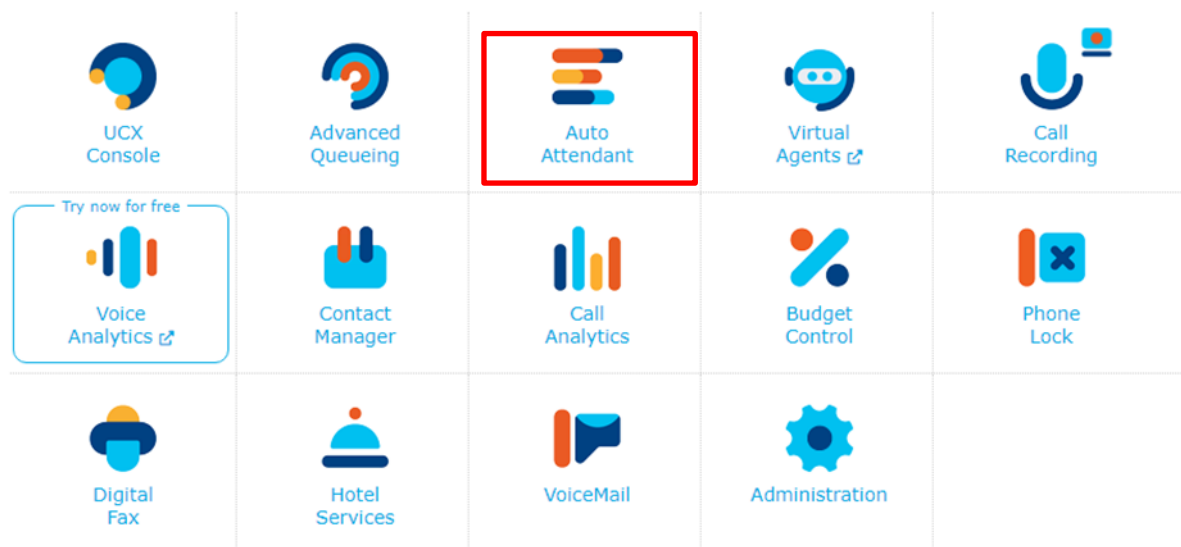 UCX
Console
Advanced
Queueing
Auto
Attendant
Virtual
Agents
Call
Recording
Try now for free
Voice
Analytics
Contact
Manager
Call
Analytics
Budget
Control
Phone
Lock
Digital
Fax
Hotel
Services
VoiceMail
Administration